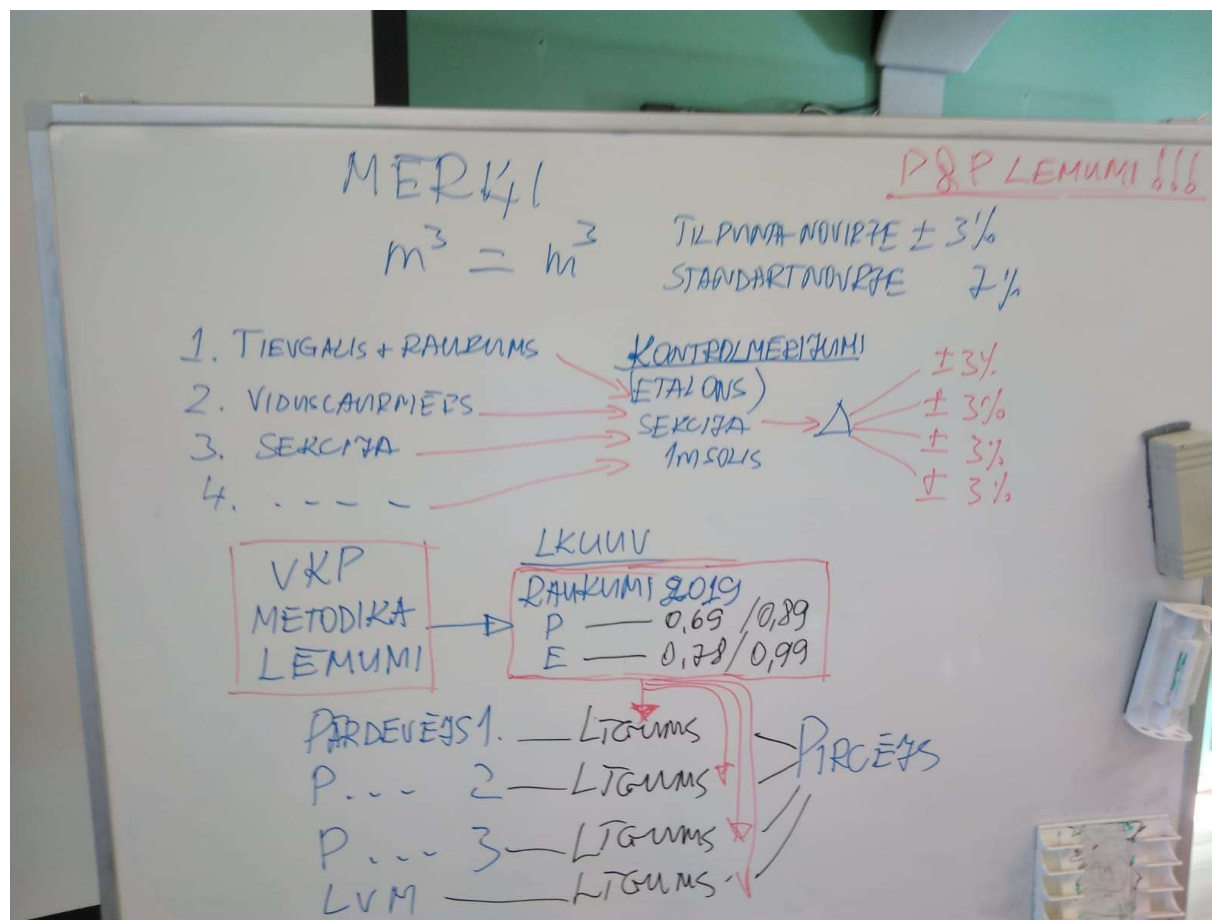 MERĶI
P&P LEMUMI !!!
m³ = m³
TILPUMA NOVIRZE ± 3%
STANDARTNOVIRZE 7%
1. TIEVGALIS + RAUKUMS
2. VIDUSCAURMĒRS
3. SEKCIJA
4. - - - -
KONTROLMERIJUMI
(ETALONS)
SEKCIJA
1m SOLIS
Δ
± 3%
± 3%
± 3%
± 3%
VKP
METODIKA
LEMUMI
LKUUV
RAUKUMI 2019
P — 0,69 / 0,89
E — 0,78 / 0,99
PĀRDEVĒJS 1. — LĪGUMS
P... 2 — LĪGUMS
P... 3 — LĪGUMS
LVM — LĪGUMS
PIRCĒJS